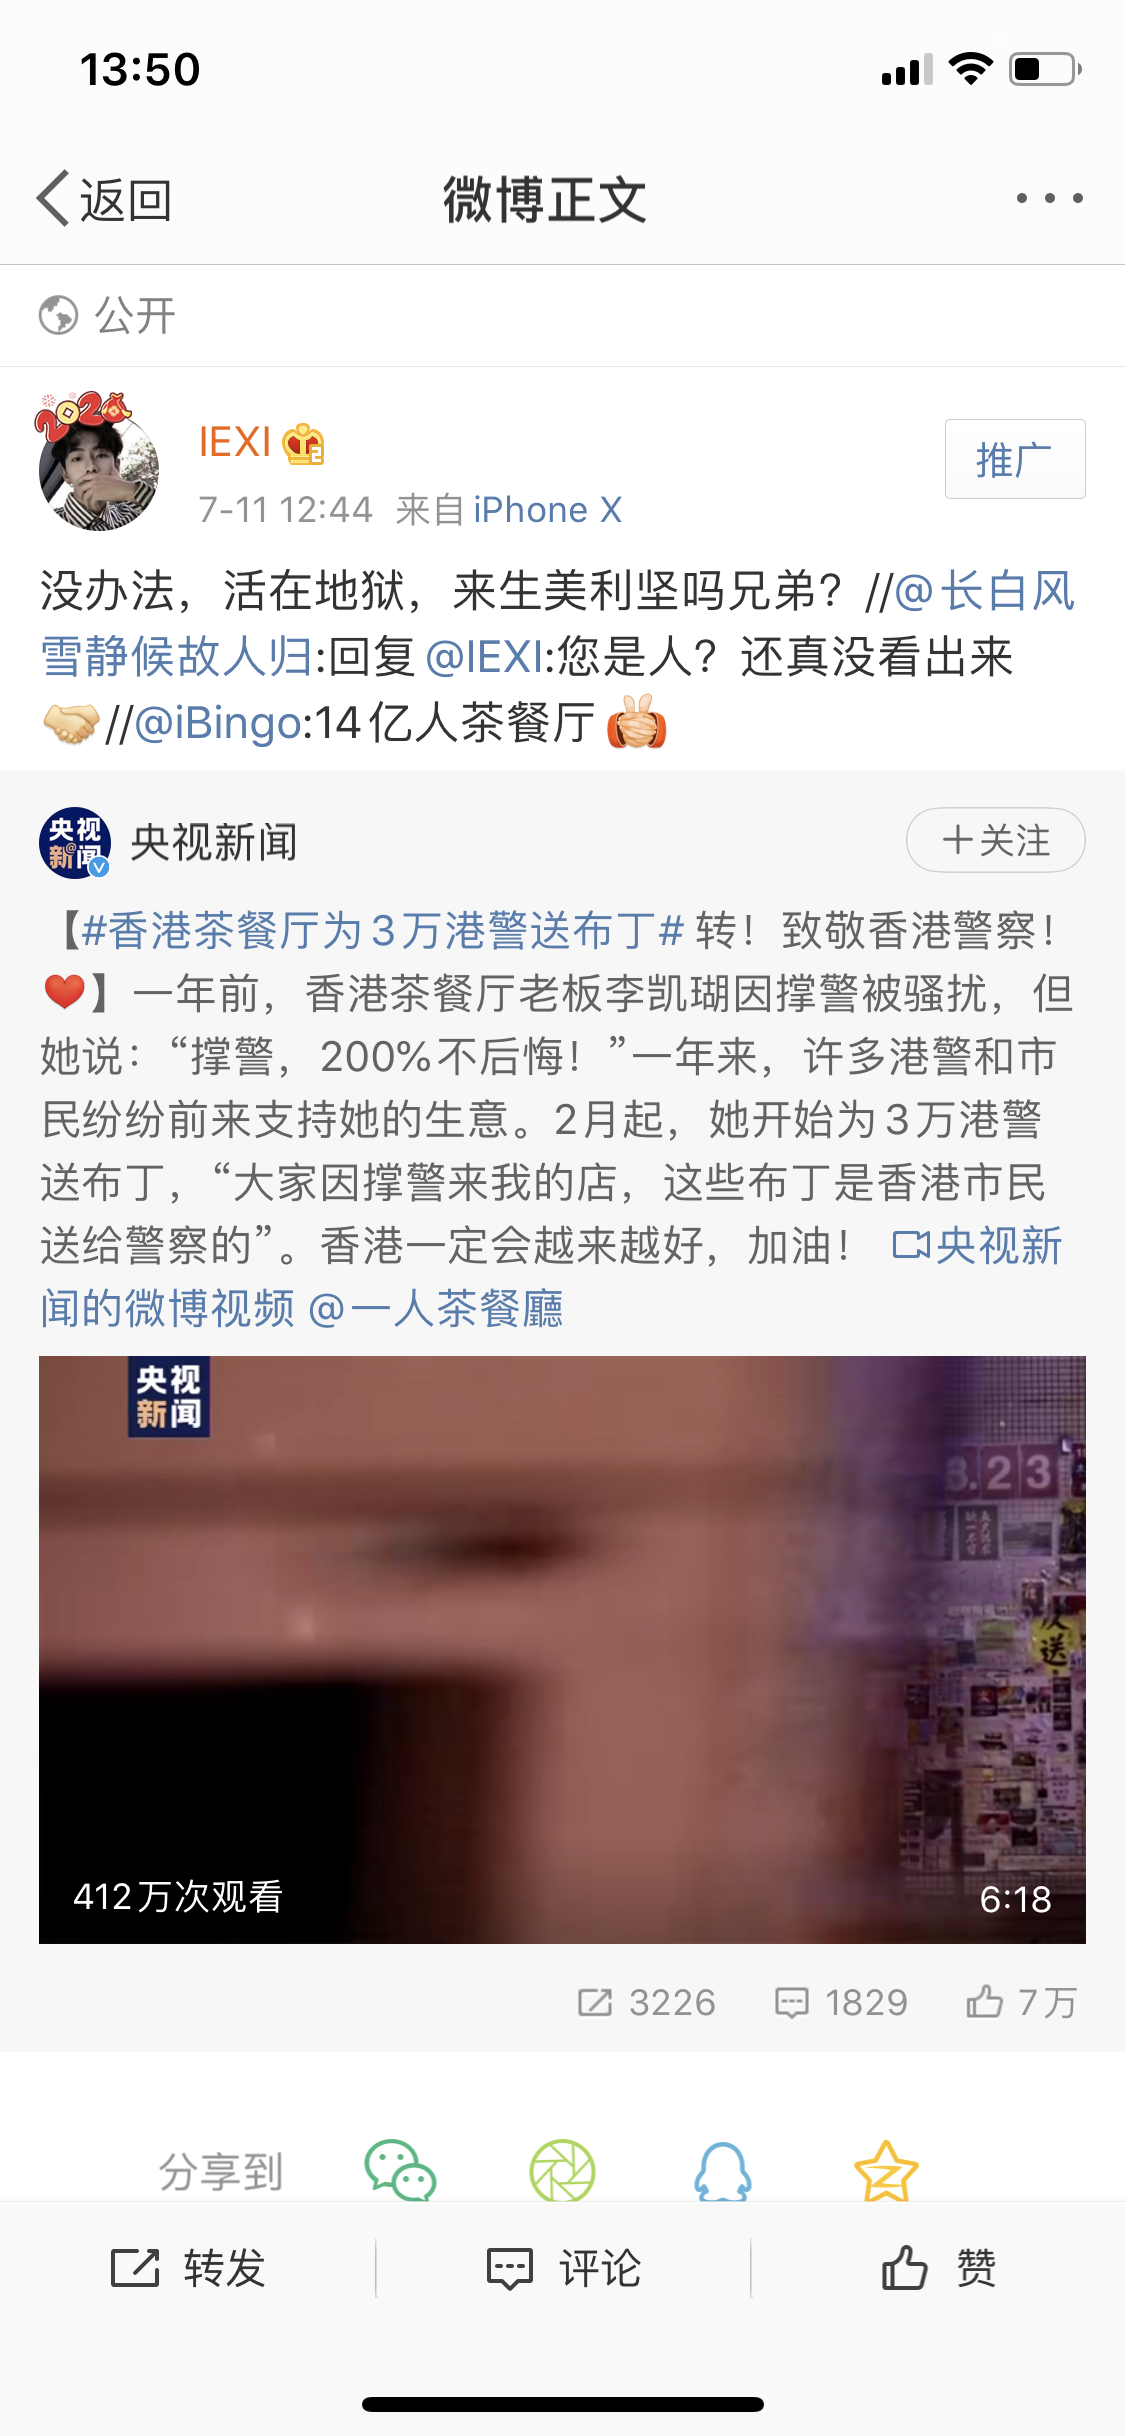 13:50
返回
微博正文
公开
2020
IEXI
2
推广
7-11 12:44 来自 iPhone X
没办法，活在地狱，来生美利坚吗兄弟？//@长白风
雪静候故人归:回复@IEXI:您是人？还真没看出来
//@iBingo:14亿人茶餐厅
央视
新闻
央视新闻
+关注
【#香港茶餐厅为3万港警送布丁# 转！致敬香港警察！
❤️】一年前，香港茶餐厅老板李凯瑚因撑警被骚扰，但
她说：“撑警，200%不后悔！”一年来，许多港警和市
民纷纷前来支持她的生意。2月起，她开始为3万港警
送布丁，“大家因撑警来我的店，这些布丁是香港市民
送给警察的”。香港一定会越来越好，加油！ 央视新
闻的微博视频 @一人茶餐廳
央视
新闻
8.23
反
送
412万次观看
6:18
3226
1829
7万
分享到
转发
评论
赞